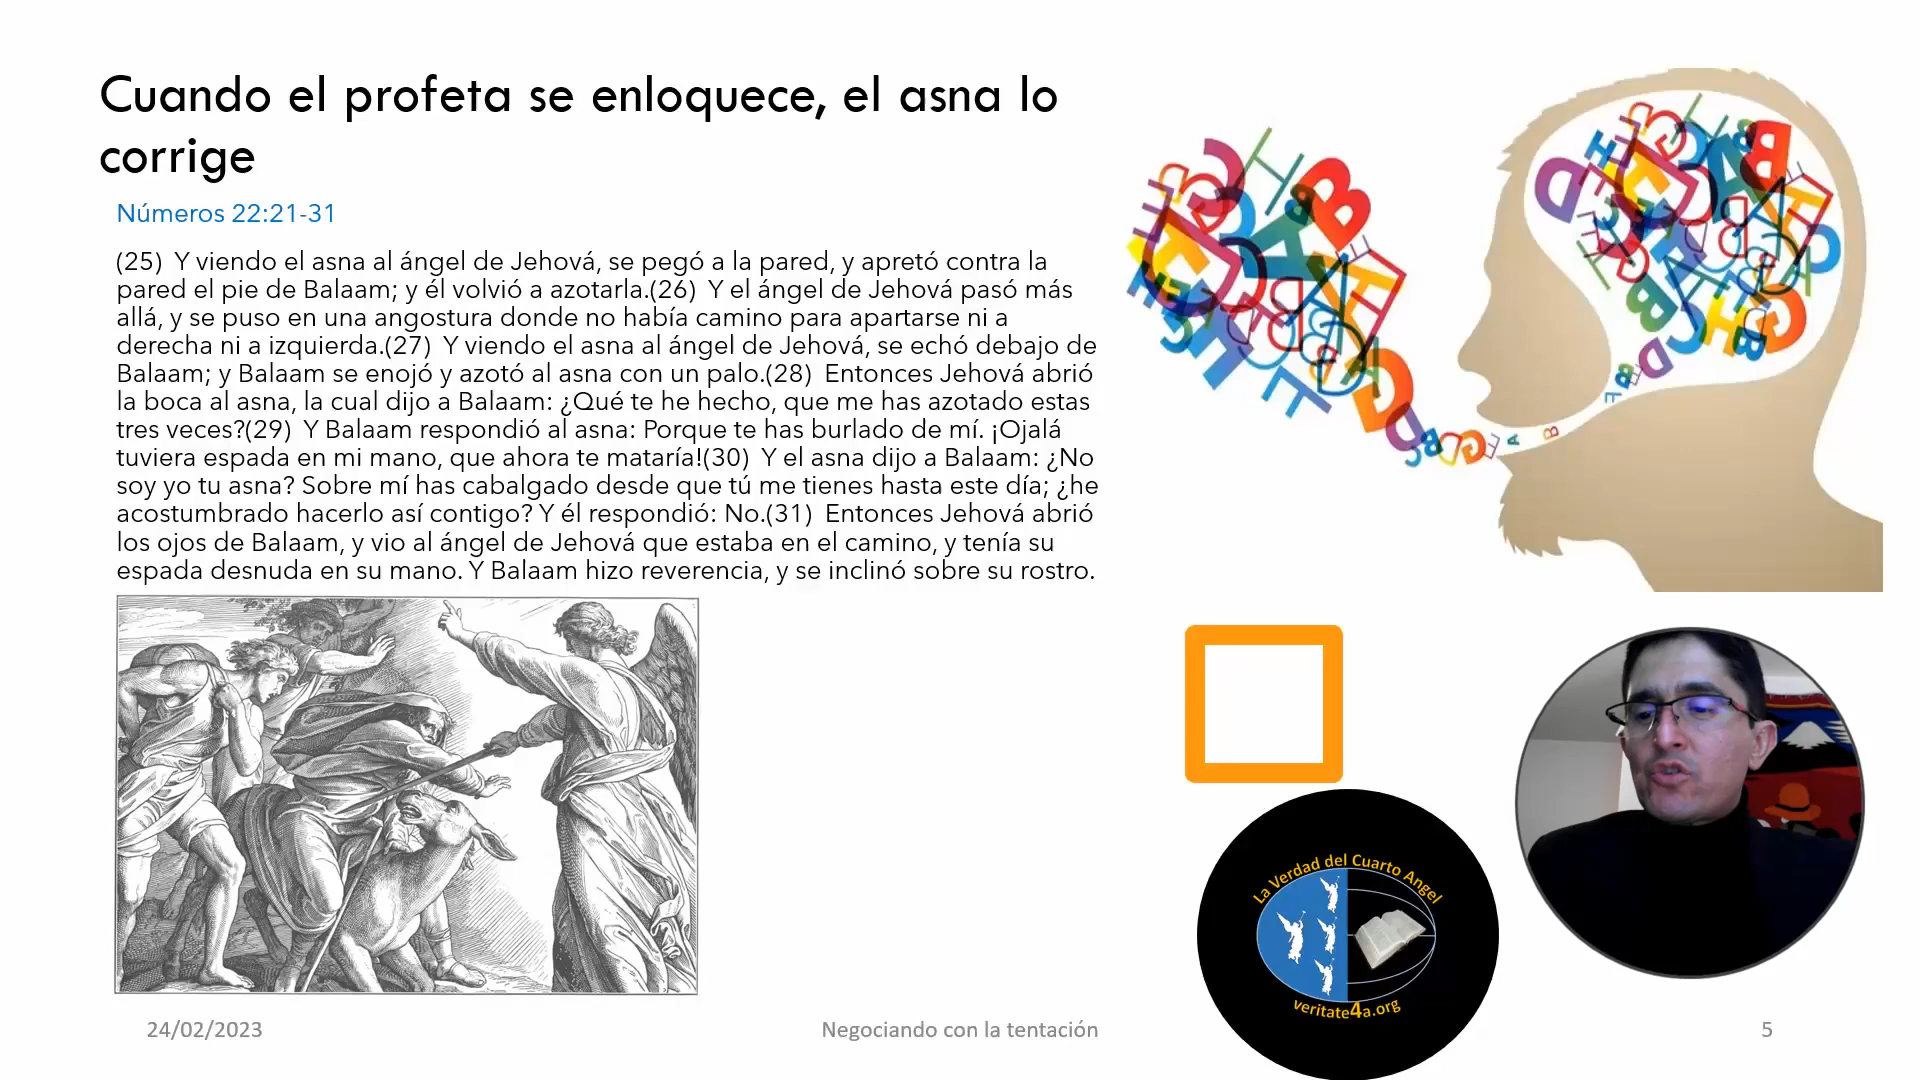 Cuando el profeta se enloquece, el asna lo
corrige
Números 22:21-31
(25)  Y viendo el asna al ángel de Jehová, se pegó a la pared, y apretó contra la
pared el pie de Balaam; y él volvió a azotarla.(26)  Y el ángel de Jehová pasó más
allá, y se puso en una angostura donde no había camino para apartarse ni a
derecha ni a izquierda.(27)  Y viendo el asna al ángel de Jehová, se echó debajo de
Balaam; y Balaam se enojó y azotó al asna con un palo.(28)  Entonces Jehová abrió
la boca al asna, la cual dijo a Balaam: ¿Qué te he hecho, que me has azotado estas
tres veces?(29)  Y Balaam respondió al asna: Porque te has burlado de mí. ¡Ojalá
tuviera espada en mi mano, que ahora te mataría!(30)  Y el asna dijo a Balaam: ¿No
soy yo tu asna? Sobre mí has cabalgado desde que tú me tienes hasta este día; ¿he
acostumbrado hacerlo así contigo? Y él respondió: No.(31)  Entonces Jehová abrió
los ojos de Balaam, y vio al ángel de Jehová que estaba en el camino, y tenía su
espada desnuda en su mano. Y Balaam hizo reverencia, y se inclinó sobre su rostro.
La Verdad del Cuarto Angel
veritate4a.org
24/02/2023
Negociando con la tentación
5